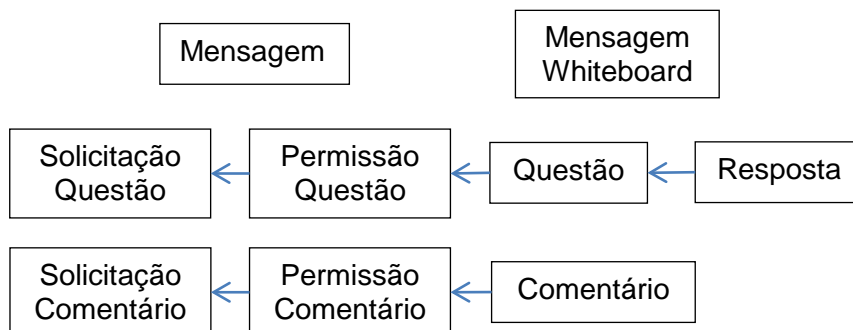 Mensagem
Mensagem
Whiteboard
Solicitação
Questão
Permissão
Questão
Questão
Resposta
Solicitação
Comentário
Permissão
Comentário
Comentário